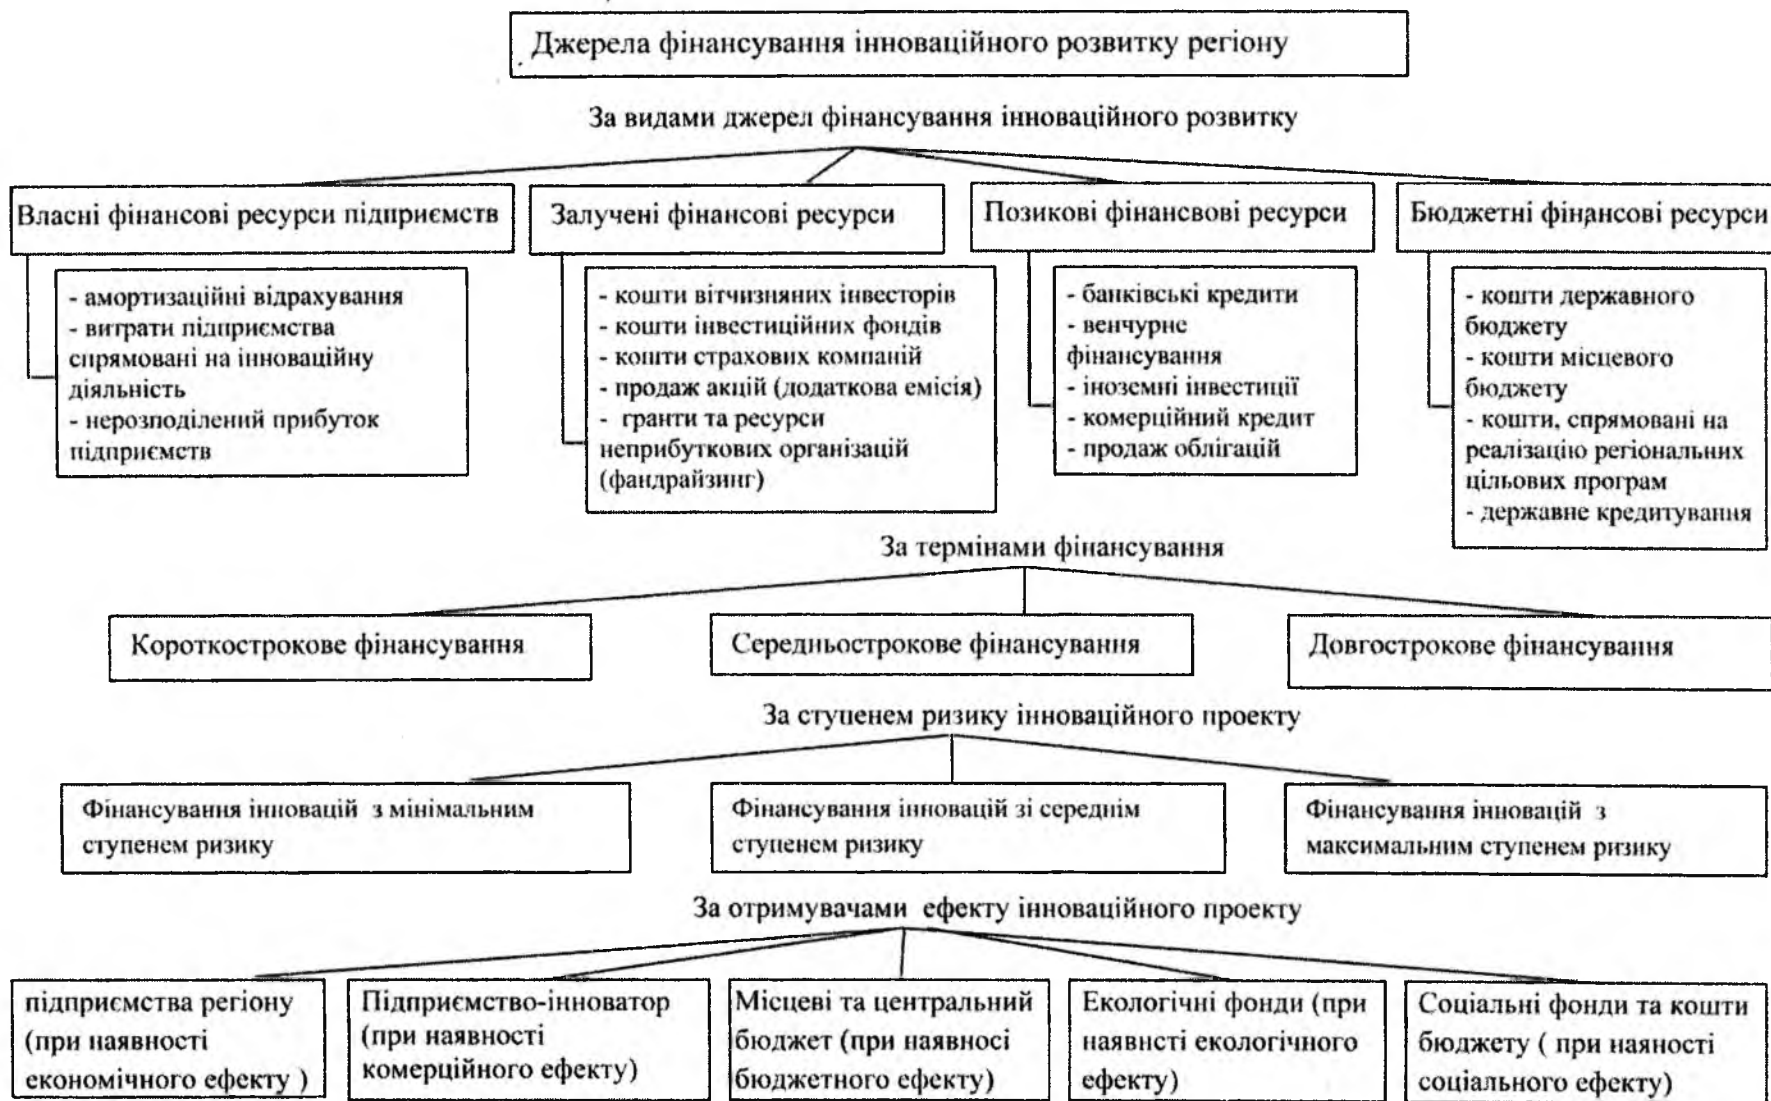 Джерела фінансування інноваційного розвитку регіону
За видами джерел фінансування інноваційного розвитку
Власні фінансові ресурси підприємств
Залучені фінансові ресурси
Позикові фінансвові ресурси
Бюджетні фінансові ресурси
- амортизаційні відрахування
- витрати підприємства
спрямовані на інноваційну
діяльність
- нерозподілений прибуток
підприємств
- кошти вітчизняних інвесторів
- кошти інвестиційних фондів
- кошти страхових компаній
- продаж акцій (додаткова емісія)
- гранти та ресурси
неприбуткових організацій
(фандрайзинг)
- банківські кредити
- венчурне
фінансування
- іноземні інвестиції
- комерційний кредит
- продаж облігацій
- кошти державного
бюджету
- кошти місцевого
бюджету
- кошти, спрямовані на
реалізацію регіональних
цільових програм
- державне кредитування
За термінами фінансування
Короткострокове фінансування
Середньострокове фінансування
Довгострокове фінансування
За ступенем ризику інноваційного проекту
Фінансування інновацій з мінімальним
ступенем ризику
Фінансування інновацій зі середнім
ступенем ризику
Фінансування інновацій з
максимальним ступенем ризику
За отримувачами ефекту інноваційного проекту
підприємства регіону
(при наявності
економічного ефекту )
Підприємство-інноватор
(при наявності
комерційного ефекту)
Місцеві та центральний
бюджет (при наявносі
бюджетного ефекту)
Екологічні фонди (при
наявнсті екологічного
ефекту)
Соціальні фонди та кошти
бюджету ( при наяності
соціального ефекту)